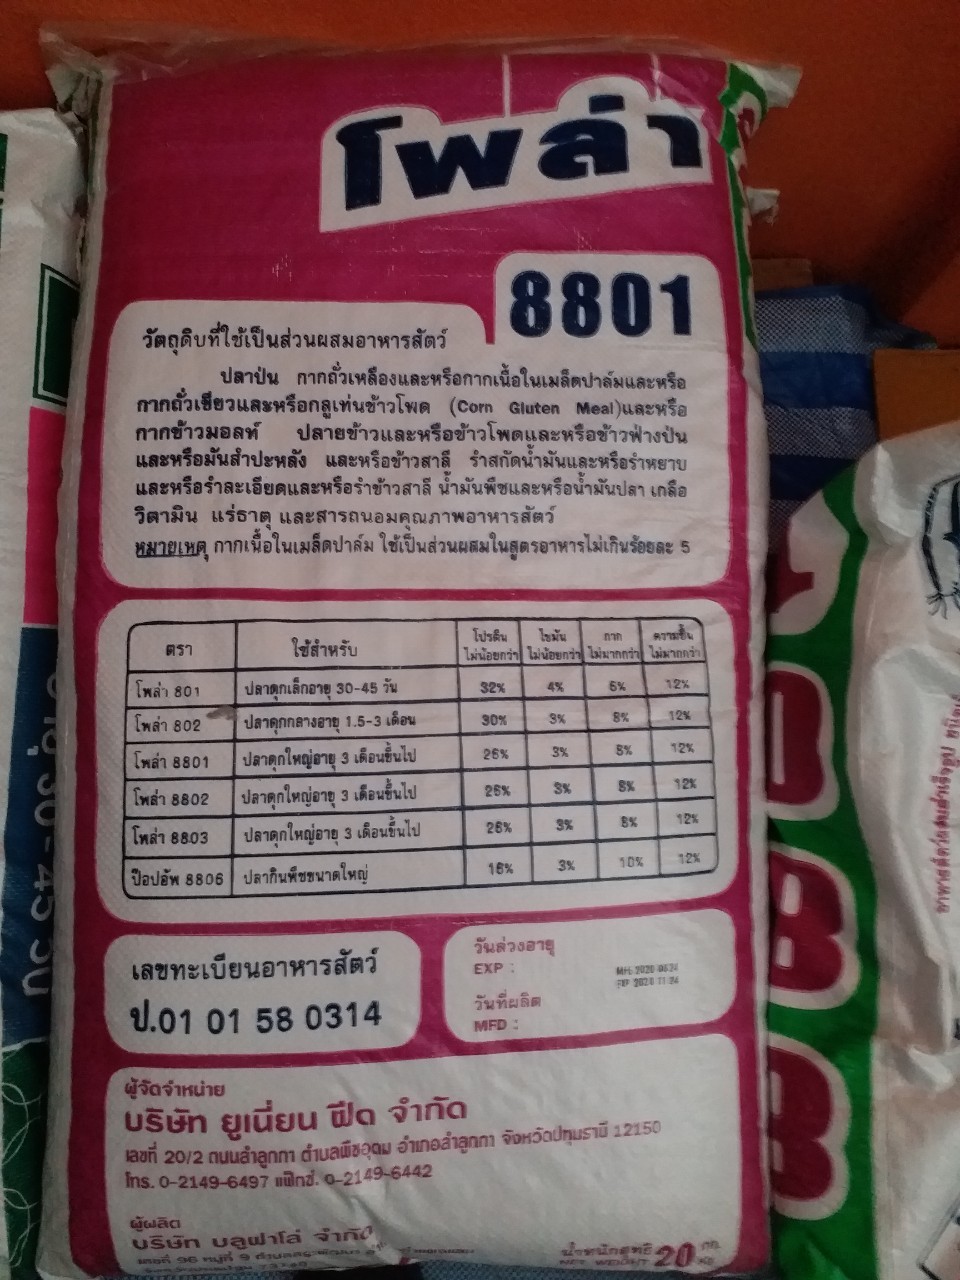 โพล่า
8801
วัตถุดิบที่ใช้เป็นส่วนผสมอาหารสัตว์
ปลาป่น กากถั่วเหลืองและหรือกากเนื้อในเมล็ดปาล์มและหรือ
กากถั่วเขียวและหรือกลูเท่นข้าวโพด (Corn Gluten Meal)และหรือ
กากข้าวมอลท์ ปลายข้าวและหรือข้าวโพดและหรือข้าวฟ่างป่น
และหรือมันสำปะหลัง และหรือข้าวสาลี รำสกัดน้ำมันและหรือรำหยาบ
และหรือรำละเอียดและหรือรำข้าวสาลี น้ำมันพืชและหรือน้ำมันปลา เกลือ
วิตามิน แร่ธาตุ และสารถนอมคุณภาพอาหารสัตว์
หมายเหตุ กากเนื้อในเมล็ดปาล์ม ใช้เป็นส่วนผสมในสูตรอาหารไม่เกินร้อยละ 5
ตรา ใช้สำหรับ โปรตีน ไม่น้อยกว่า ไขมัน ไม่น้อยกว่า กาก ไม่มากกว่า ความชื้น ไม่มากกว่า
โพล่า 801 ปลาดุกเล็กอายุ 30-45 วัน 32% 4% 6% 12%
โพล่า 802 ปลาดุกกลางอายุ 1.5-3 เดือน 30% 3% 8% 12%
โพล่า 8801 ปลาดุกใหญ่อายุ 3 เดือนขึ้นไป 26% 3% 8% 12%
โพล่า 8802 ปลาดุกใหญ่อายุ 3 เดือนขึ้นไป 26% 3% 8% 12%
โพล่า 8803 ปลาดุกใหญ่อายุ 3 เดือนขึ้นไป 26% 3% 8% 12%
ป๊อปอัพ 8806 ปลากินพืชขนาดใหญ่ 16% 3% 10% 12%
เลขทะเบียนอาหารสัตว์
ป.01 01 58 0314
วันล่วงอายุ
EXP :
วันที่ผลิต
MFD :
ผู้จัดจำหน่าย
บริษัท ยูเนี่ยน ฟีด จำกัด
เลขที่ 20/2 ถนนลำลูกกา ตำบลพืชอุดม อำเภอลำลูกกา จังหวัดปทุมธานี 12150
โทร. 0-2149-6497 แฟ็กซ์. 0-2149-6442
ผู้ผลิต
บริษัท บลูฟาโล่ จำกัด
เลขที่ 96 หมู่ที่ 9
น้ำหนักสุทธิ 20 กก.
NET WEIGHT KG.